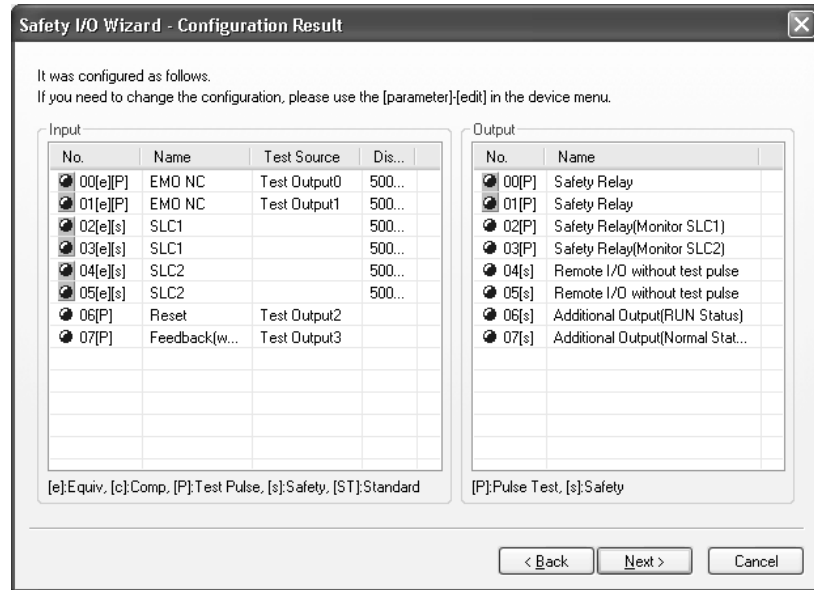 Safety I/O Wizard - Configuration Result
It was configured as follows.
If you need to change the configuration, please use the [parameter]-[edit] in the device menu.
Input
No. Name Test Source Dis...
00[e][P] EMO NC Test Output0 500...
01[e][P] EMO NC Test Output1 500...
02[e][s] SLC1 500...
03[e][s] SLC1 500...
04[e][s] SLC2 500...
05[e][s] SLC2 500...
06[P] Reset Test Output2
07[P] Feedback(w... Test Output3
[e]:Equiv, [c]:Comp, [P]:Test Pulse, [s]:Safety, [ST]:Standard
Output
No. Name
00[P] Safety Relay
01[P] Safety Relay
02[P] Safety Relay(Monitor SLC1)
03[P] Safety Relay(Monitor SLC2)
04[s] Remote I/O without test pulse
05[s] Remote I/O without test pulse
06[s] Additional Output(RUN Status)
07[s] Additional Output(Normal Stat...
[P]:Pulse Test, [s]:Safety
< Back Next > Cancel